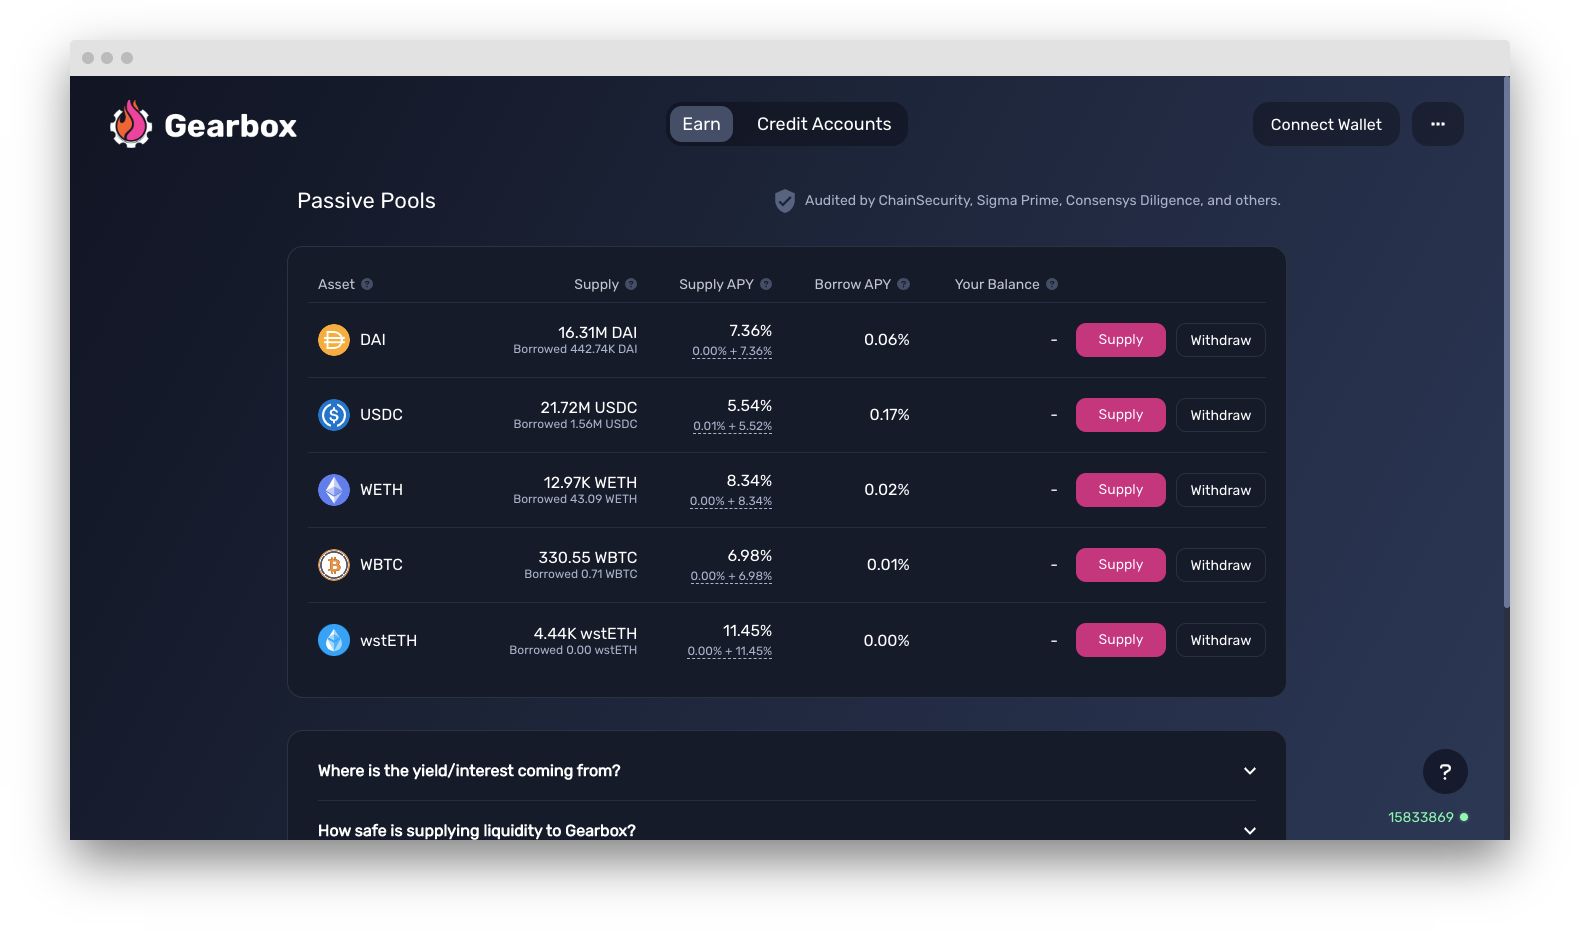 Gearbox
Earn Credit Accounts
Connect Wallet ...
Passive Pools
Audited by ChainSecurity, Sigma Prime, Consensys Diligence, and others.
Asset ? Supply ? Supply APY ? Borrow APY ? Your Balance ?
DAI 16.31M DAI 7.36% 0.06% - Supply Withdraw
Borrowed 442.74K DAI 0.00% + 7.36%
USDC 21.72M USDC 5.54% 0.17% - Supply Withdraw
Borrowed 1.56M USDC 0.01% + 5.52%
WETH 12.97K WETH 8.34% 0.02% - Supply Withdraw
Borrowed 43.09 WETH 0.00% + 8.34%
WBTC 330.55 WBTC 6.98% 0.01% - Supply Withdraw
Borrowed 0.71 WBTC 0.00% + 6.98%
wstETH 4.44K wstETH 11.45% 0.00% - Supply Withdraw
Borrowed 0.00 wstETH 0.00% + 11.45%
Where is the yield/interest coming from?
?
15833869
How safe is supplying liquidity to Gearbox?